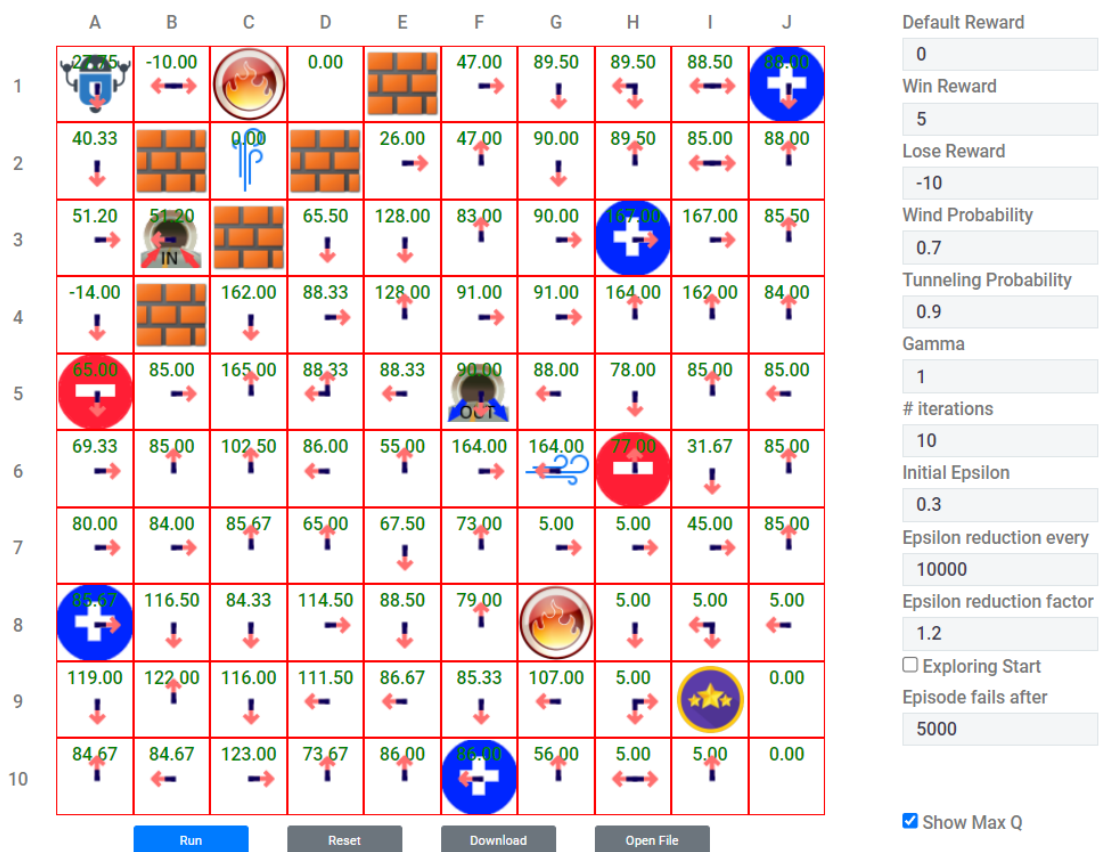 A B C D E F G H I J
1 27.75 -10.00 0.00 47.00 89.50 89.50 88.50 88.00
2 40.33 0.00 26.00 47.00 90.00 89.50 85.00 88.00
3 51.20 51.20 65.50 128.00 83.00 90.00 167.00 167.00 85.50
IN
4 -14.00 162.00 88.33 128.00 91.00 91.00 164.00 162.00 84.00
5 65.00 85.00 165.00 88.33 88.33 90.00 88.00 78.00 85.00 85.00
OUT
6 69.33 85.00 102.50 86.00 55.00 164.00 164.00 77.00 31.67 85.00
7 80.00 84.00 85.67 65.00 67.50 73.00 5.00 5.00 45.00 85.00
8 85.67 116.50 84.33 114.50 88.50 79.00 5.00 5.00 5.00
9 119.00 122.00 116.00 111.50 86.67 85.33 107.00 5.00 0.00
10 84.67 84.67 123.00 73.67 86.00 86.00 56.00 5.00 5.00 0.00
Run Reset Download Open File
Default Reward
0
Win Reward
5
Lose Reward
-10
Wind Probability
0.7
Tunneling Probability
0.9
Gamma
1
# iterations
10
Initial Epsilon
0.3
Epsilon reduction every
10000
Epsilon reduction factor
1.2
Exploring Start
Episode fails after
5000
Show Max Q